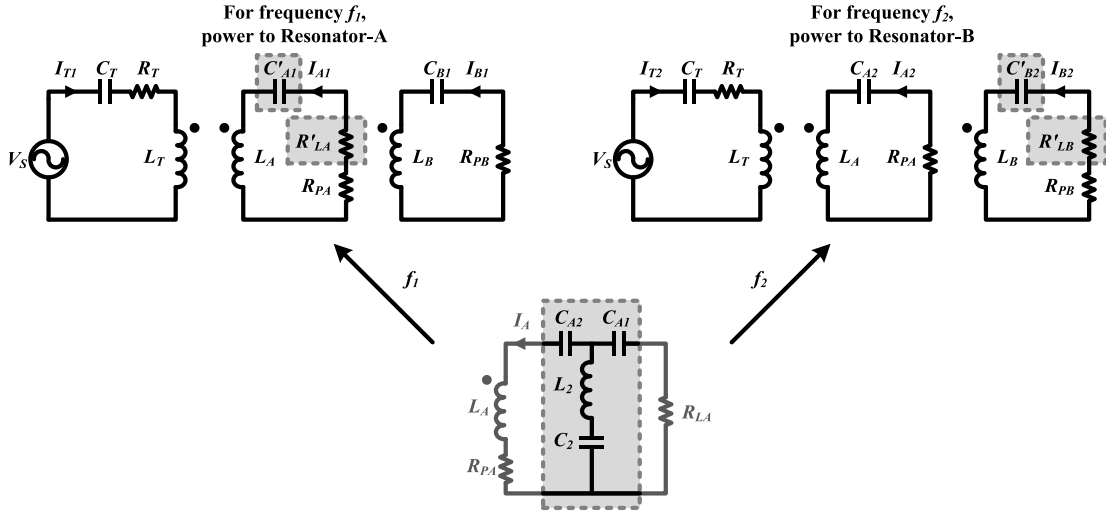 For frequency f1,
power to Resonator-A
IT1 CT RT C'A1 IA1 CB1 IB1
VS LT LA R'LA RPA LB RPB
For frequency f2,
power to Resonator-B
IT2 CT RT CA2 IA2 C'B2 IB2
VS LT LA RPA LB R'LB RPB
f1
f2
IA CA2 CA1
LA L2 RLA
C2
RPA